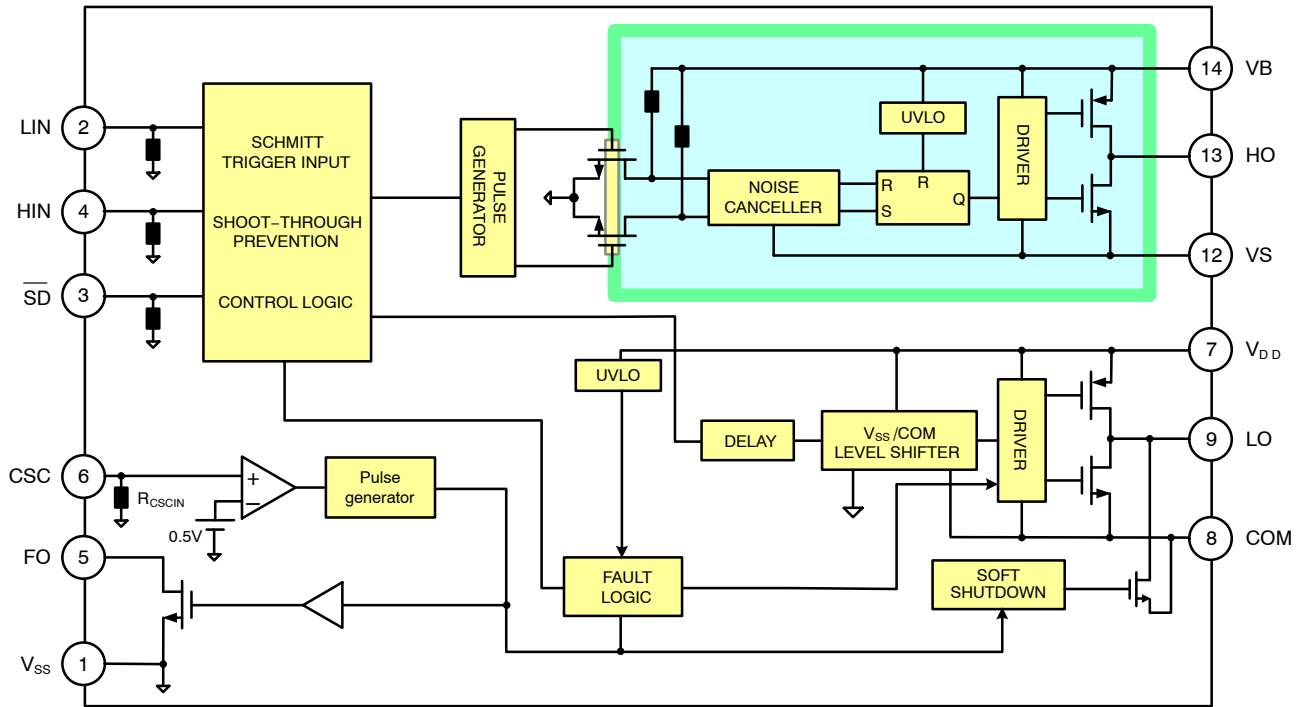 LIN
2
HIN
4
SD
3
CSC
6
FO
5
VSS
1
SCHMITT
TRIGGER INPUT
SHOOT−THROUGH
PREVENTION
CONTROL LOGIC
PULSE
GENERATOR
NOISE
CANCELLER
UVLO
R
R
S
Q
DRIVER
14
VB
13
HO
12
VS
UVLO
DELAY
VSS/COM
LEVEL SHIFTER
DRIVER
7
VDD
9
LO
8
COM
RCSCIN
+
−
0.5V
Pulse
generator
FAULT
LOGIC
SOFT
SHUTDOWN